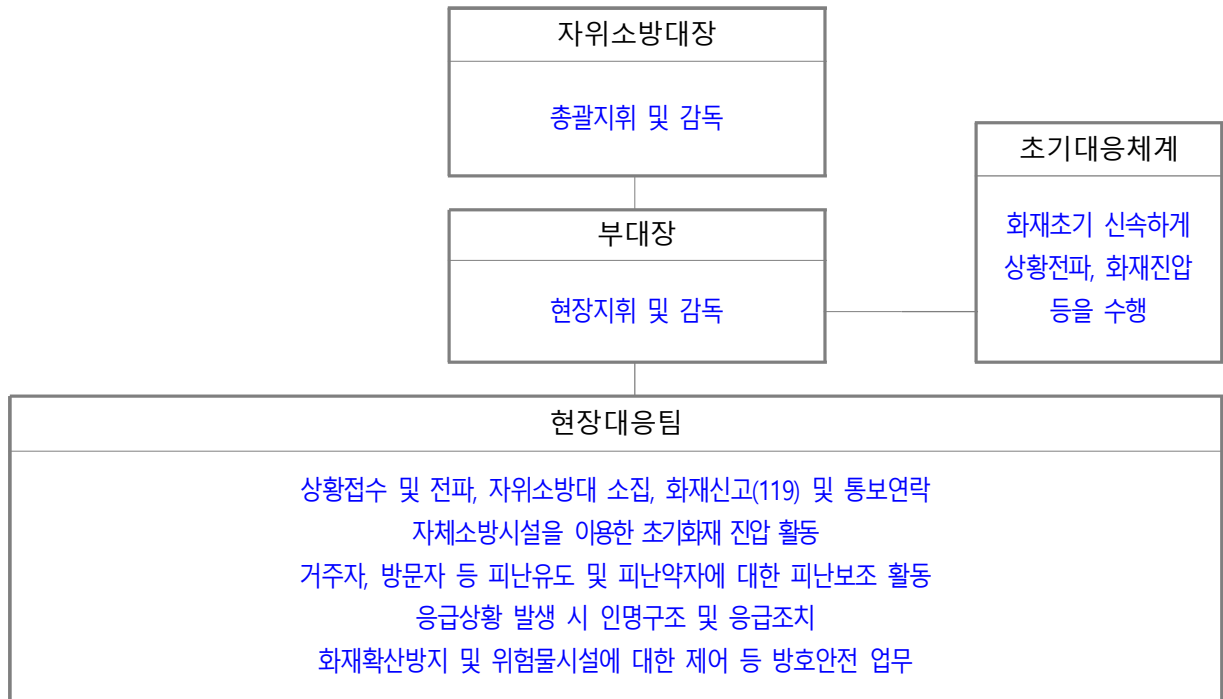 자위소방대장
총괄지휘 및 감독
초기대응체계
화재초기 신속하게
상황전파, 화재진압
등을 수행
부대장
현장지휘 및 감독
현장대응팀
상황접수 및 전파, 자위소방대 소집, 화재신고(119) 및 통보연락
자체소방시설을 이용한 초기화재 진압 활동
거주자, 방문자 등 피난유도 및 피난약자에 대한 피난보조 활동
응급상황 발생 시 인명구조 및 응급조치
화재확산방지 및 위험물시설에 대한 제어 등 방호안전 업무